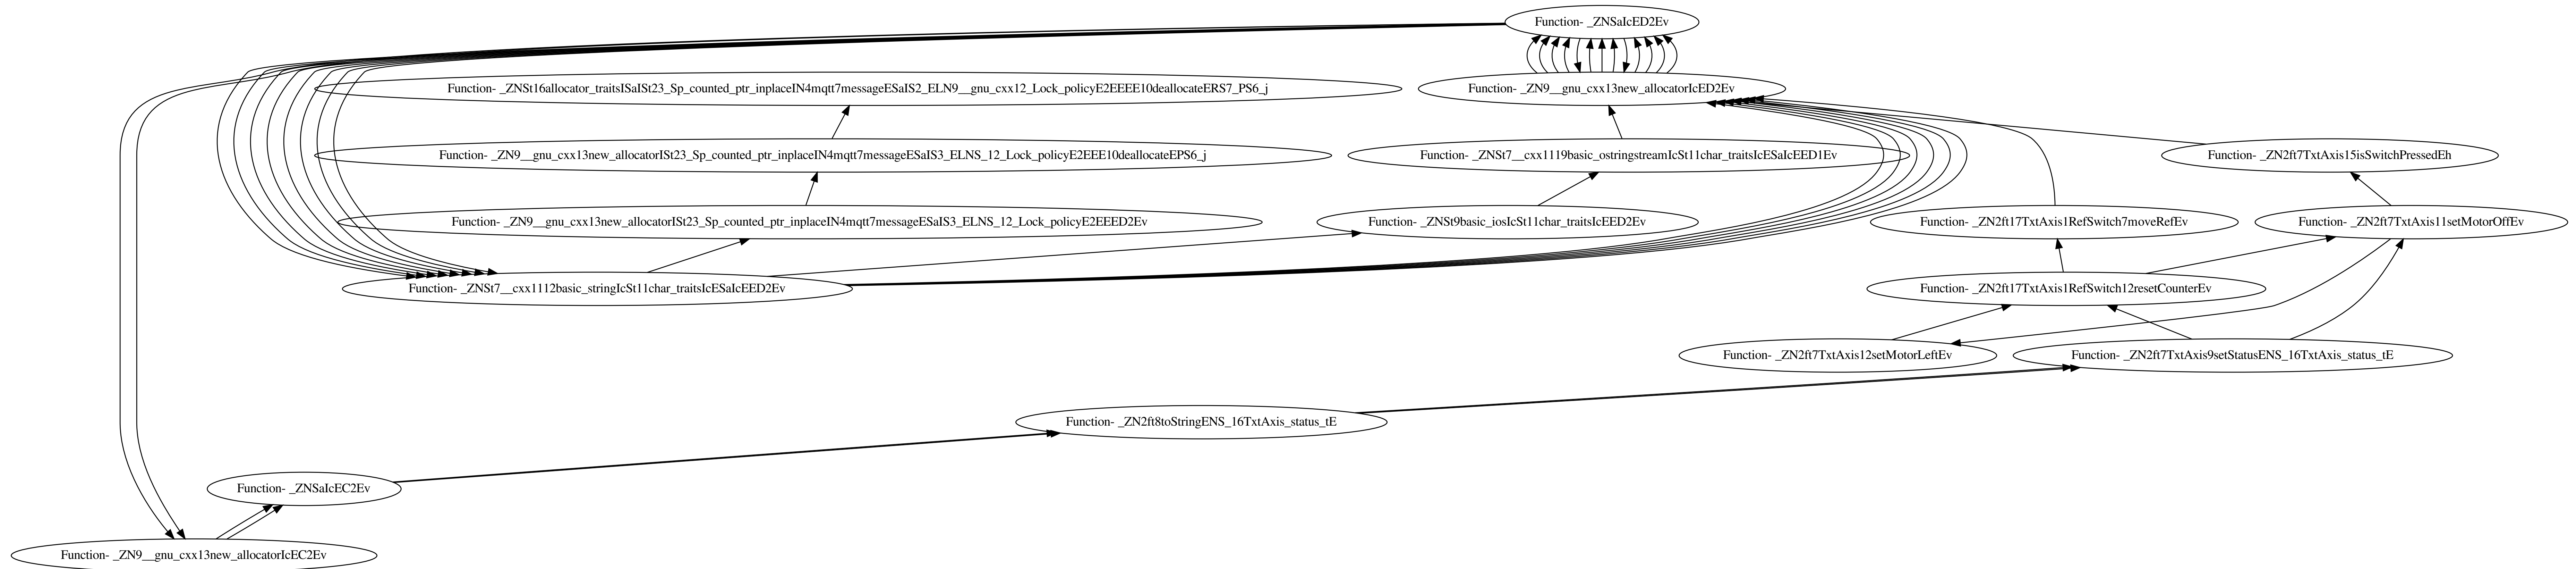 Function- _ZNSaIcED2Ev
Function- _ZNSt16allocator_traitsISaISt23_Sp_counted_ptr_inplaceIN4mqtt7messageESaIS2_ELN9__gnu_cxx12_Lock_policyE2EEEE10deallocateERS7_PS6_j
Function- _ZN9__gnu_cxx13new_allocatorIcED2Ev
Function- _ZN9__gnu_cxx13new_allocatorISt23_Sp_counted_ptr_inplaceIN4mqtt7messageESaIS3_ELNS_12_Lock_policyE2EEE10deallocateEPS6_j
Function- _ZNSt7__cxx1119basic_ostringstreamIcSt11char_traitsIcESaIcEED1Ev
Function- _ZN2ft7TxtAxis15isSwitchPressedEh
Function- _ZN9__gnu_cxx13new_allocatorISt23_Sp_counted_ptr_inplaceIN4mqtt7messageESaIS3_ELNS_12_Lock_policyE2EEED2Ev
Function- _ZNSt9basic_iosIcSt11char_traitsIcEED2Ev
Function- _ZN2ft17TxtAxis1RefSwitch7moveRefEv
Function- _ZN2ft7TxtAxis11setMotorOffEv
Function- _ZNSt7__cxx1112basic_stringIcSt11char_traitsIcESaIcEED2Ev
Function- _ZN2ft17TxtAxis1RefSwitch12resetCounterEv
Function- _ZN2ft7TxtAxis12setMotorLeftEv
Function- _ZN2ft7TxtAxis9setStatusENS_16TxtAxis_status_tE
Function- _ZN2ft8toStringENS_16TxtAxis_status_tE
Function- _ZNSaIcEC2Ev
Function- _ZN9__gnu_cxx13new_allocatorIcEC2Ev